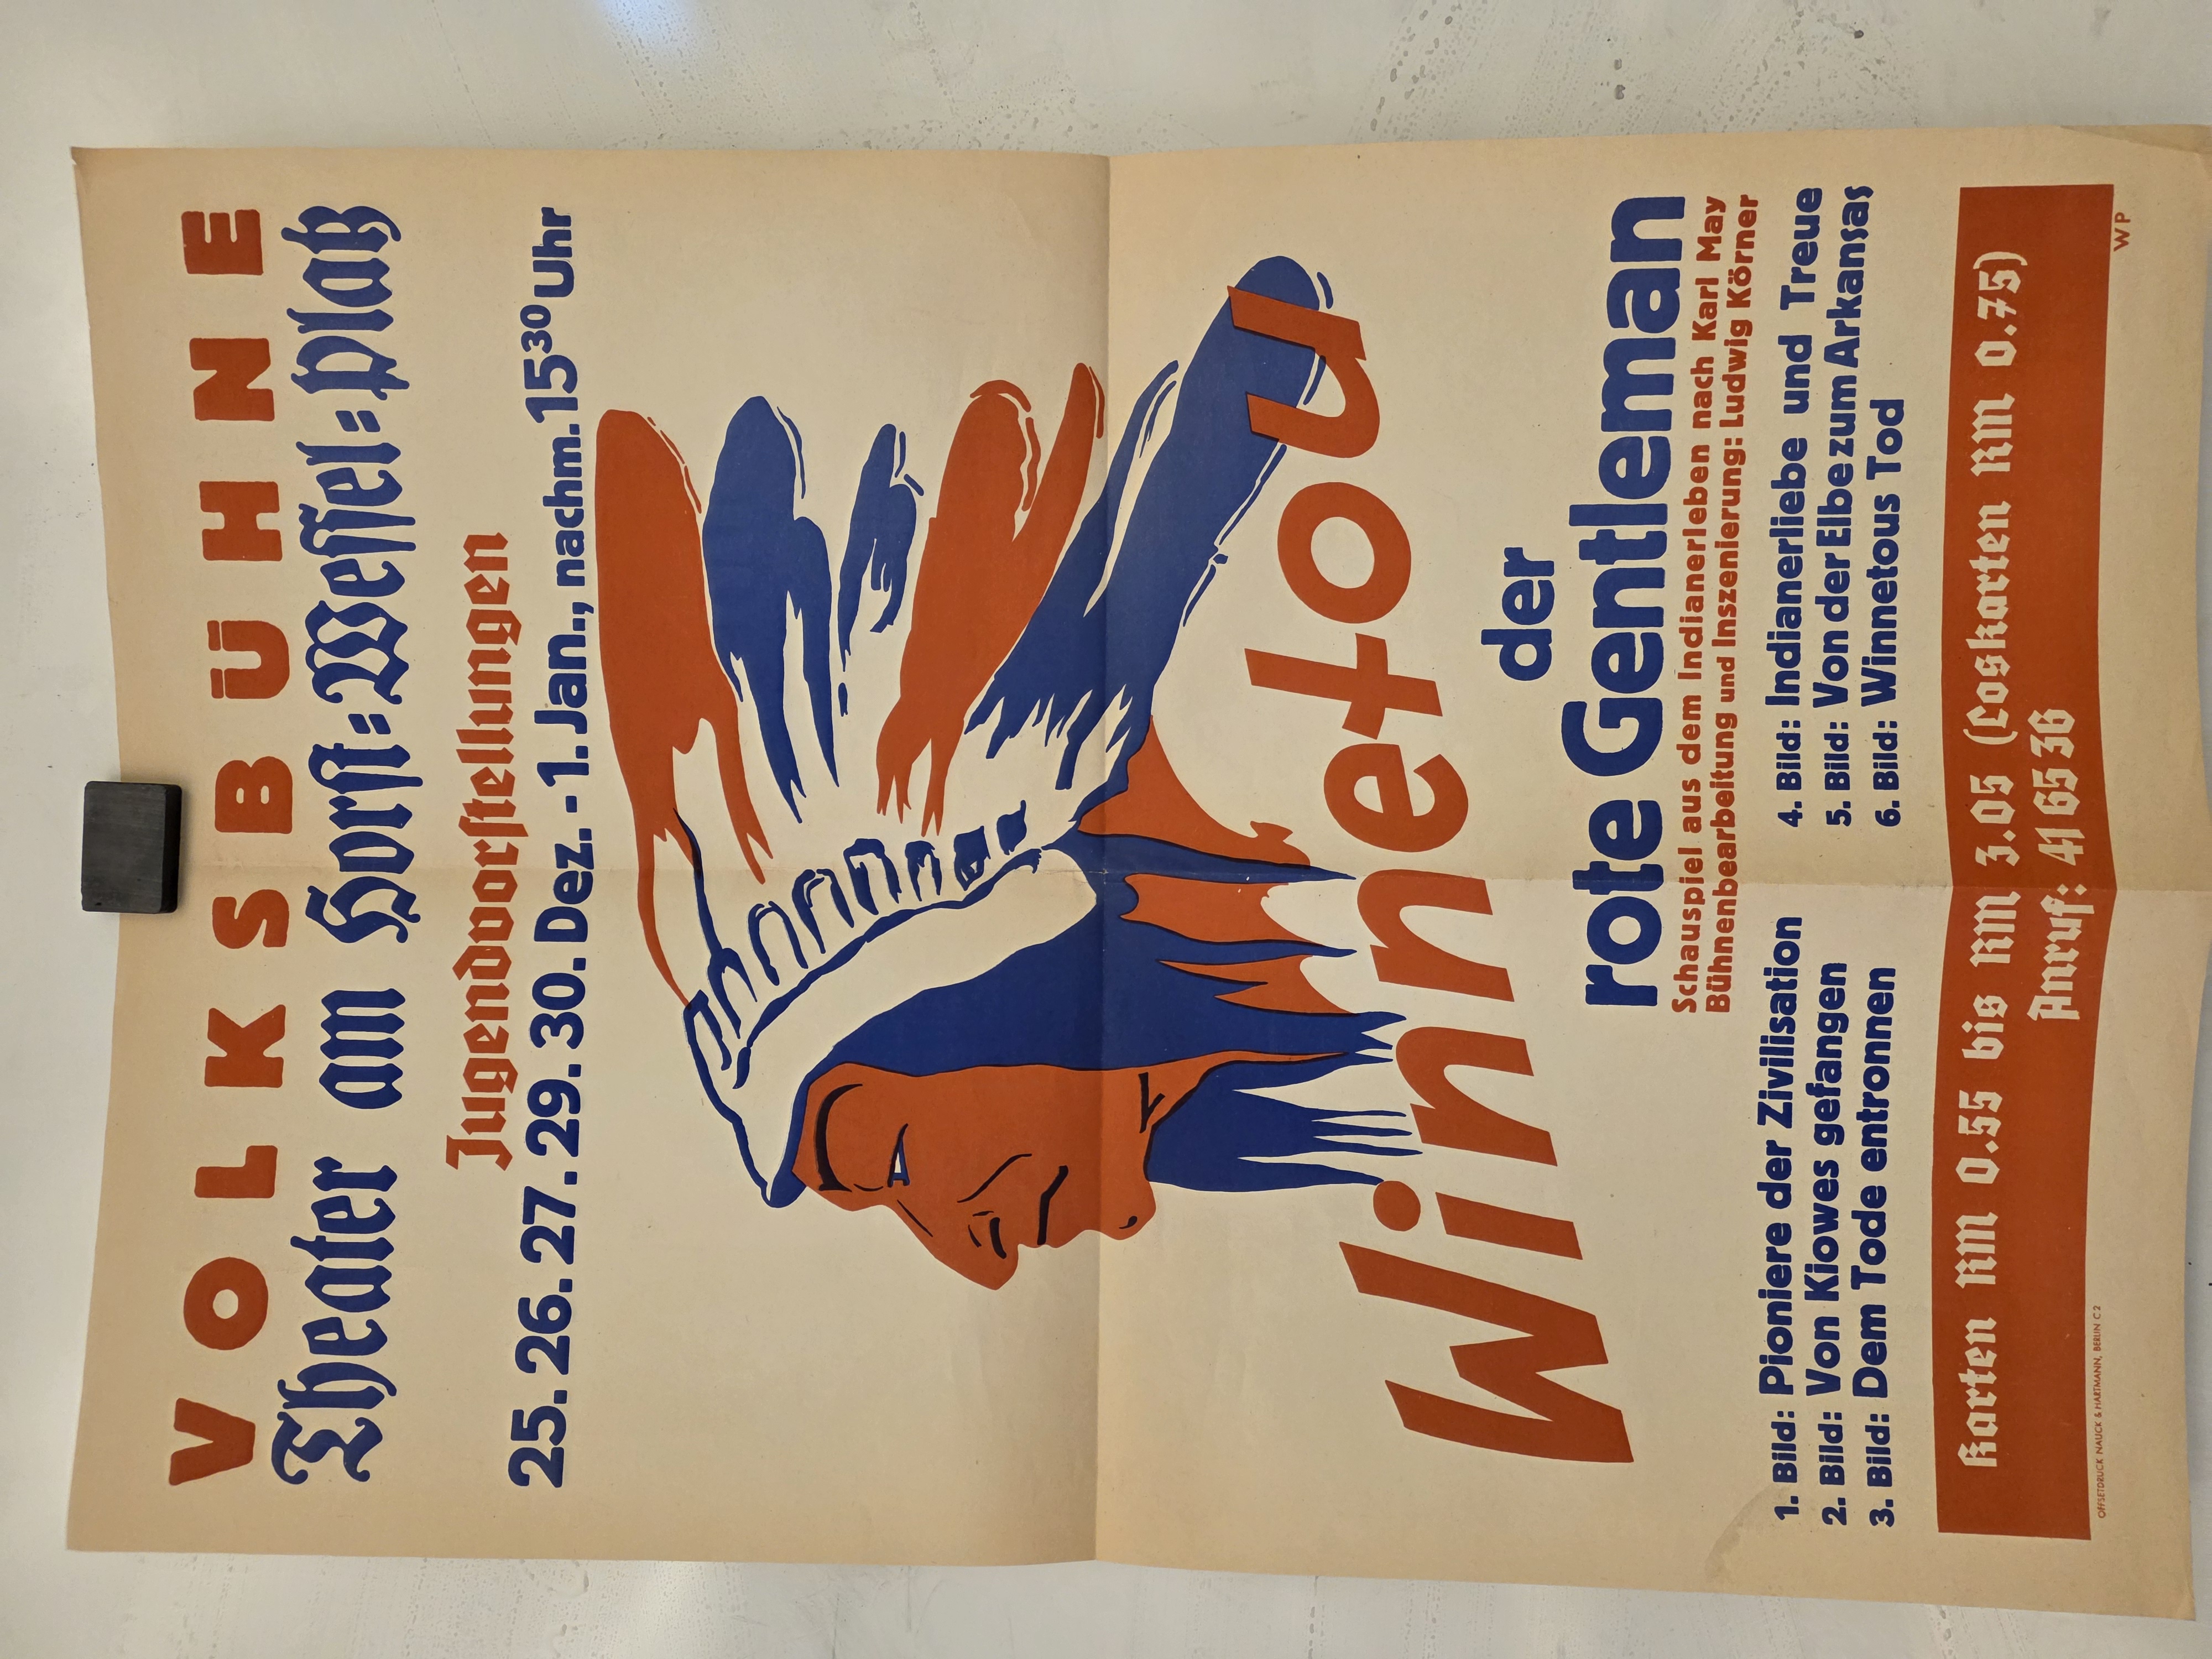 VOLKSBÜHNE
Theater am Horst=Wessel=Platz
Jugendvorstellungen
25. 26. 27. 29. 30. Dez. - 1. Jan., nachm. 15³⁰ Uhr
Winnetou
der
rote Gentleman
Schauspiel aus dem Indianerleben nach Karl May
Bühnenbearbeitung und Inszenierung: Ludwig Körner
1. Bild: Pioniere der Zivilisation
2. Bild: Von Kiowes gefangen
3. Bild: Dem Tode entronnen
4. Bild: Indianerliebe und Treue
5. Bild: Von der Elbe zum Arkansas
6. Bild: Winnetous Tod
Karten RM 0.55 bis RM 3.05 (Loskarten RM 0.75)
Anruf: 41 65 36
OFFSETDRUCK NAUCK & HARTMANN, BERLIN C 2
WP